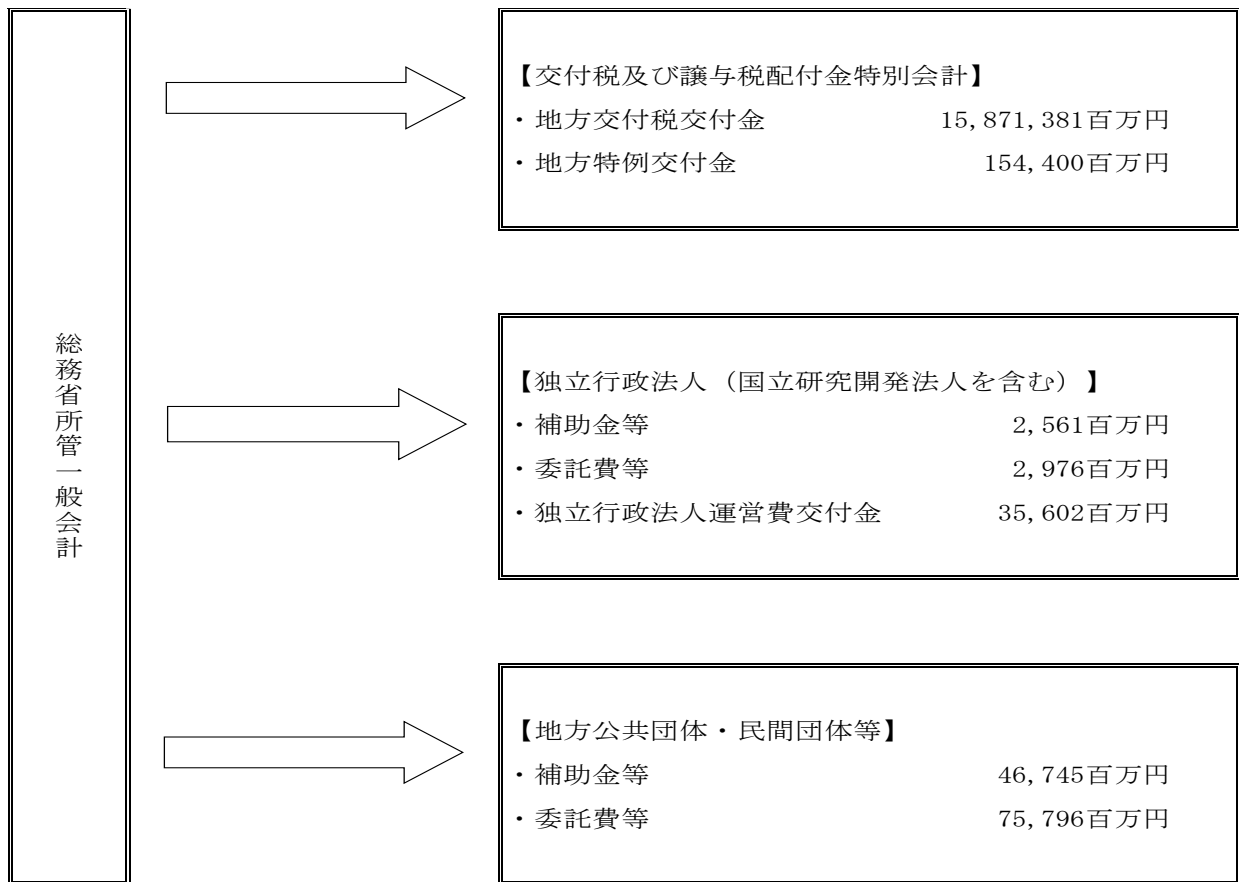 総務省所管一般会計
【交付税及び譲与税配付金特別会計】
・地方交付税交付金 15,871,381百万円
・地方特例交付金 154,400百万円
【独立行政法人（国立研究開発法人を含む）】
・補助金等 2,561百万円
・委託費等 2,976百万円
・独立行政法人運営費交付金 35,602百万円
【地方公共団体・民間団体等】
・補助金等 46,745百万円
・委託費等 75,796百万円